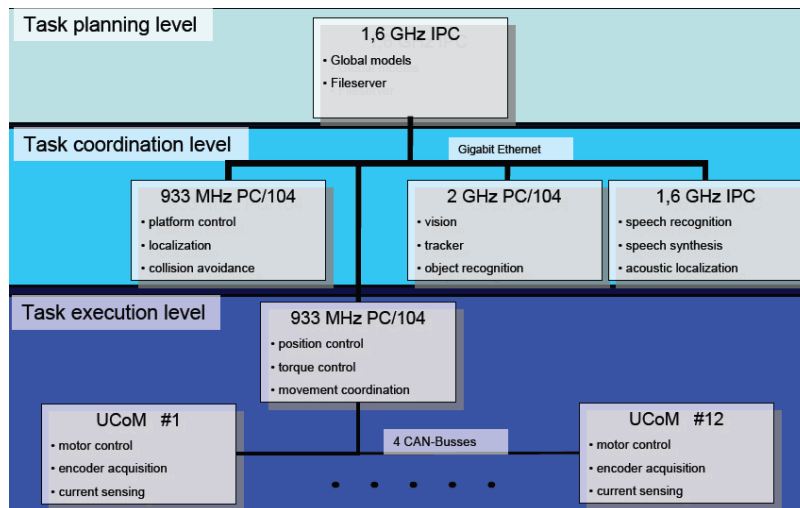 Task planning level
1,6 GHz IPC
• Global models
• Fileserver
Task coordination level
Gigabit Ethernet
933 MHz PC/104
• platform control
• localization
• collision avoidance
2 GHz PC/104
• vision
• tracker
• object recognition
1,6 GHz IPC
• speech recognition
• speech synthesis
• acoustic localization
Task execution level
933 MHz PC/104
• position control
• torque control
• movement coordination
UCoM #1
• motor control
• encoder acquisition
• current sensing
4 CAN-Busses
UCoM #12
• motor control
• encoder acquisition
• current sensing